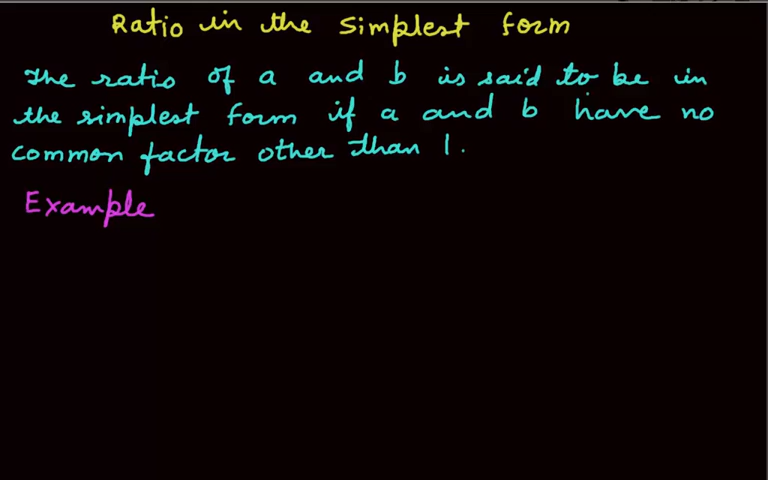 Ratio in the Simplest form
The ratio of a and b is said to be in
the simplest form if a and b have no
common factor other than 1.
Example